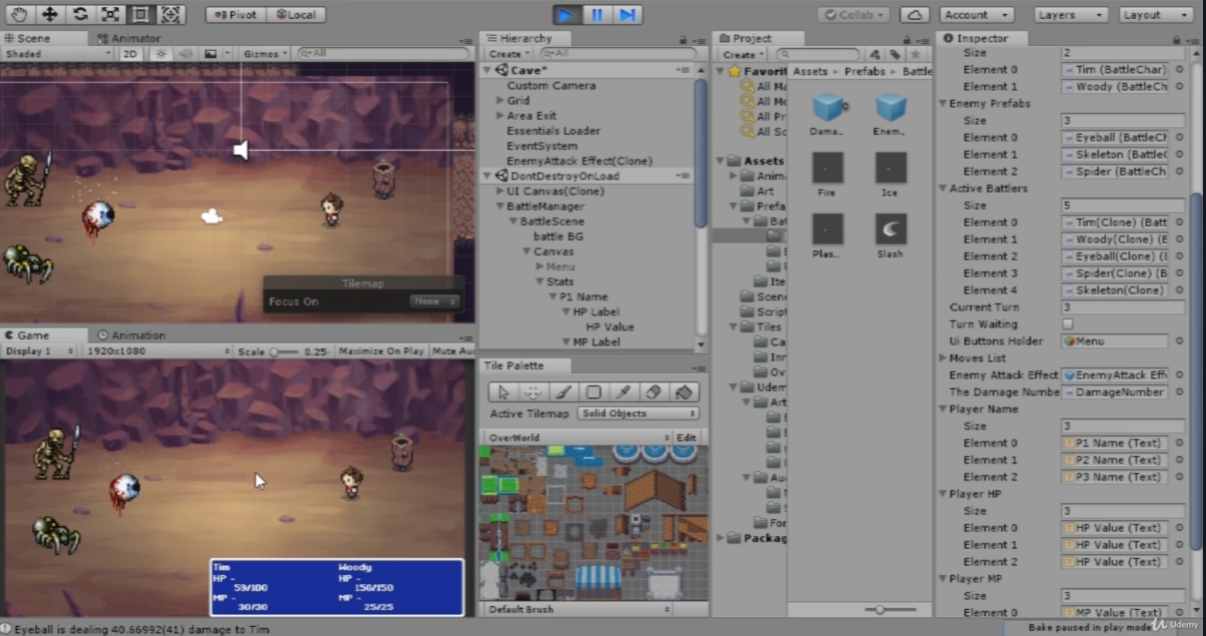 Pivot Local Collab Account Layers Layout
Scene Animator
Shaded 2D Gizmos All
Tilemap
Focus On None
Game Animation
Display 1 1920x1080 Scale 0.25 Maximize On Play Mute Au
Tim Woody
HP - HP -
59/100 150/150
MP - MP -
30/30 25/25
Eyeball is dealing 40.66992(41) damage to Tim
Hierarchy
Create All
Cave*
Custom Camera
Grid
Area Exit
Essentials Loader
EventSystem
EnemyAttack Effect(Clone)
DontDestroyOnLoad
UI Canvas(Clone)
BattleManager
BattleScene
battle BG
Canvas
Menu
Stats
P1 Name
HP Label
HP Value
MP Label
Tile Palette
Active Tilemap Solid Objects
OverWorld Edit
Default Brush
Project
Create
Favorit
All Ma
All Mo
All Pr
All Sc
Assets
Anim
Art
Prefa
Bat
Ite
Scen
Script
Tiles
Ca
Inn
Ov
Udem
Art
Au
For
Packag
Assets Prefabs Battle
Dama.. Enem..
Fire Ice
Plas... Slash
Inspector
Size 2
Element 0 Tim (BattleChar)
Element 1 Woody (BattleCh
Enemy Prefabs
Size 3
Element 0 Eyeball (BattleCh
Element 1 Skeleton (Battle
Element 2 Spider (BattleCh
Active Battlers
Size 5
Element 0 Tim(Clone) (Batt
Element 1 Woody(Clone) (E
Element 2 Eyeball(Clone) (E
Element 3 Spider(Clone) (B
Element 4 Skeleton(Clone)
Current Turn 3
Turn Waiting
Ui Buttons Holder Menu
Moves List
Enemy Attack Effect EnemyAttack Eff
The Damage Numbe DamageNumber
Player Name
Size 3
Element 0 P1 Name (Text)
Element 1 P2 Name (Text)
Element 2 P3 Name (Text)
Player HP
Size 3
Element 0 HP Value (Text)
Element 1 HP Value (Text)
Element 2 HP Value (Text)
Player MP
Size 3
Element 0 MP Value (Text)
Bake paused in play mode
Udemy